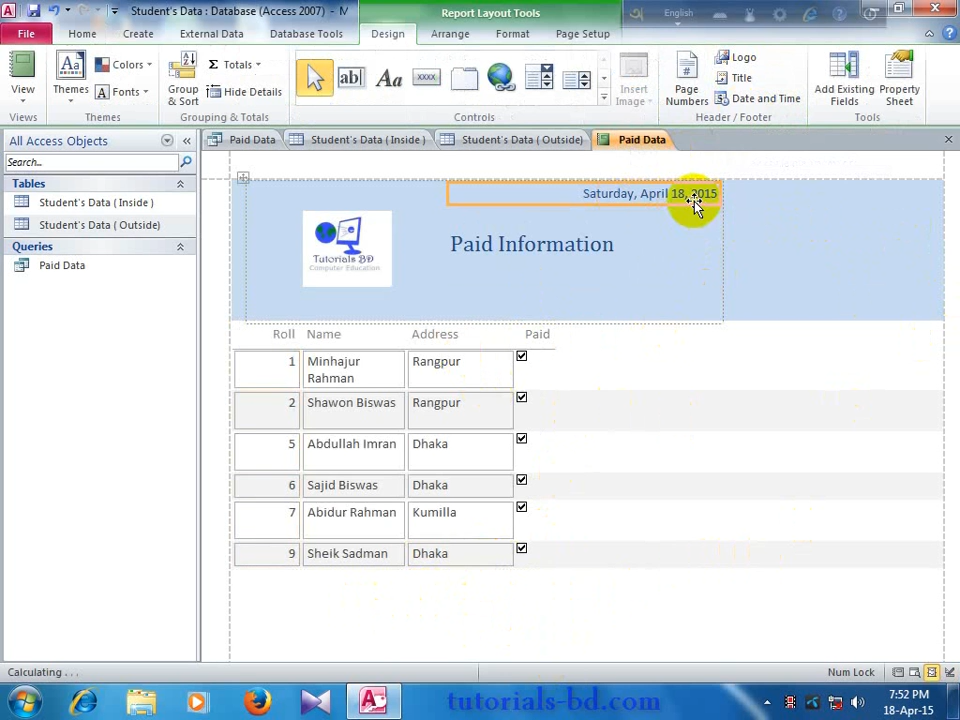 Student's Data : Database (Access 2007) - M
Report Layout Tools
English
File
Home
Create
External Data
Database Tools
Design
Arrange
Format
Page Setup
View
Themes
Colors
Fonts
Group & Sort
Totals
Hide Details
ab|
Aa
xxxx
Insert Image
Page Numbers
Logo
Title
Date and Time
Add Existing Fields
Property Sheet
Views
Themes
Grouping & Totals
Controls
Header / Footer
Tools
All Access Objects
Paid Data
Student's Data ( Inside )
Student's Data ( Outside)
Paid Data
Search...
Tables
Student's Data ( Inside )
Student's Data ( Outside)
Queries
Paid Data
Saturday, April 18, 2015
Tutorials BD
Computer Education
Paid Information
Roll Name Address Paid
1 Minhajur Rahman Rangpur
2 Shawon Biswas Rangpur
5 Abdullah Imran Dhaka
6 Sajid Biswas Dhaka
7 Abidur Rahman Kumilla
9 Sheik Sadman Dhaka
Calculating . . .
Num Lock
tutorials-bd.com
7:52 PM
18-Apr-15